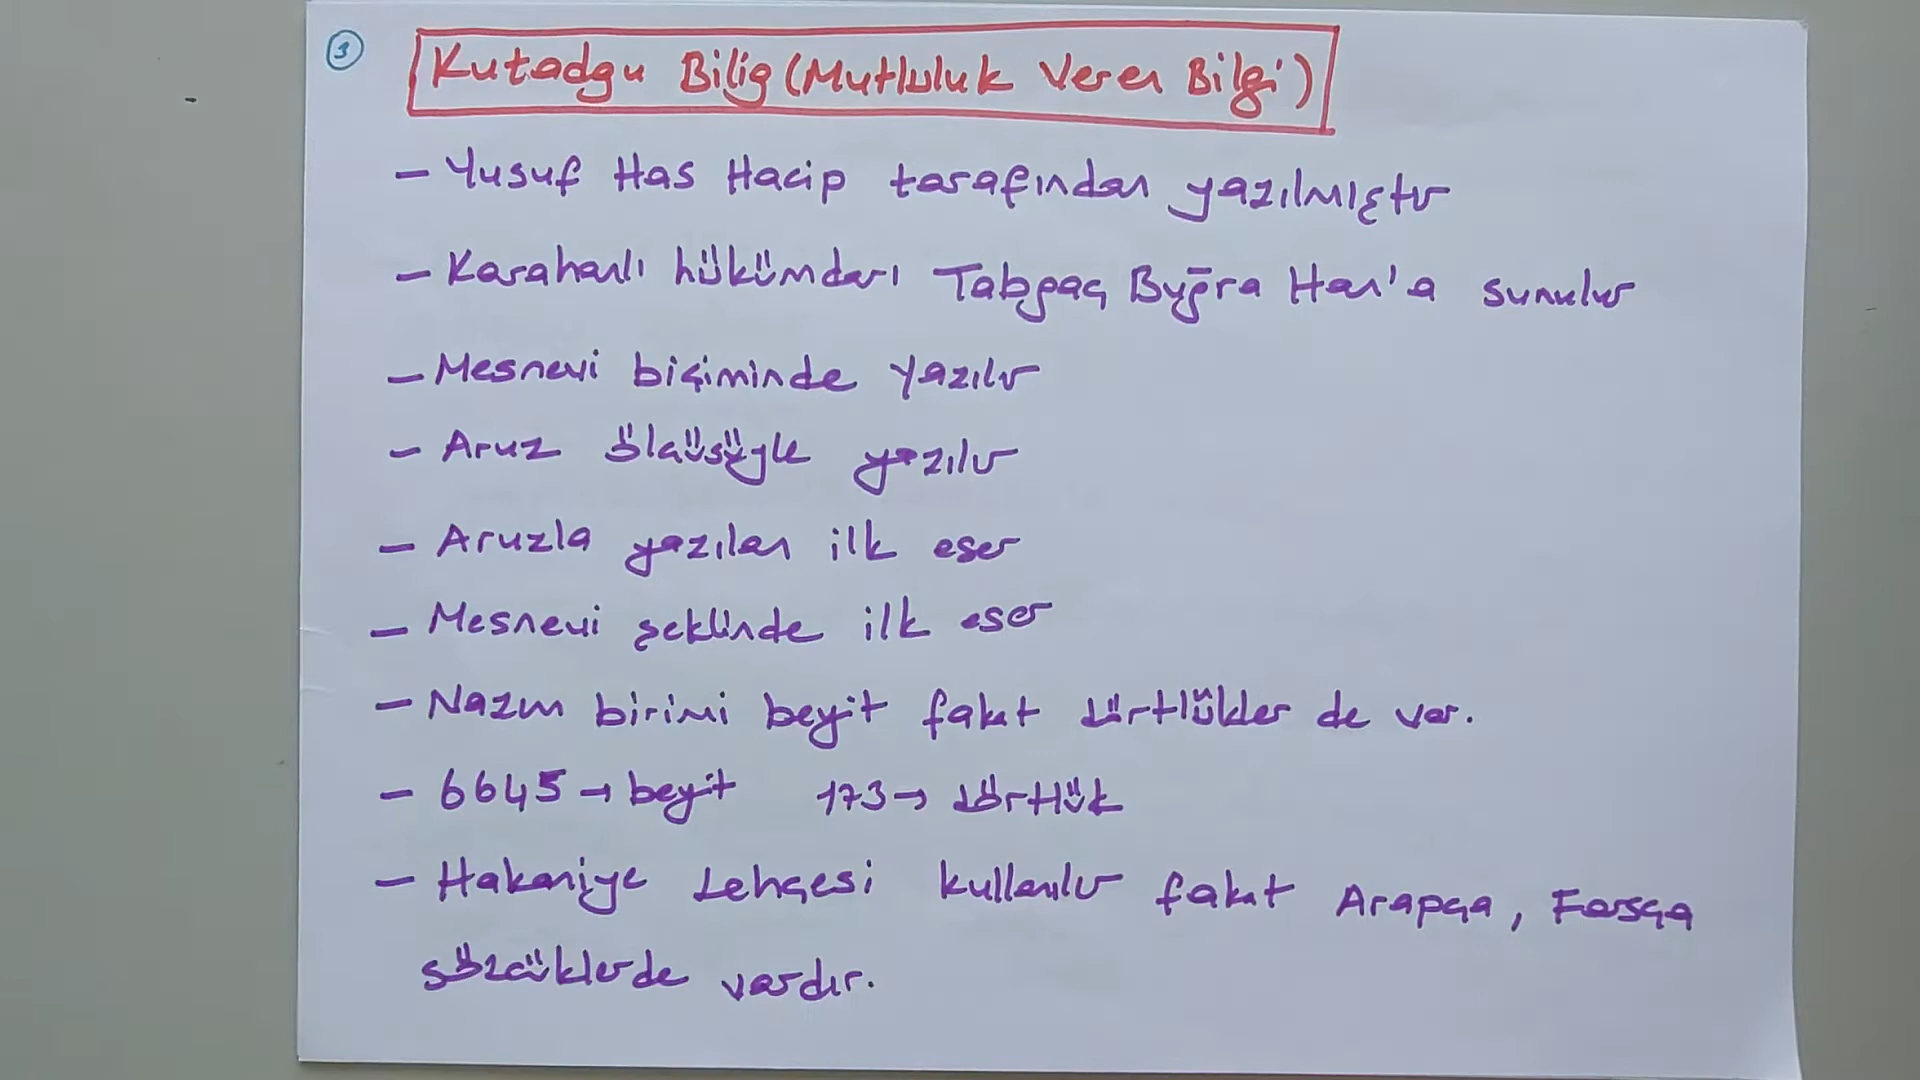 3
Kutadgu Bilig (Mutluluk Veren Bilgi)
- Yusuf Has Hacip tarafından yazılmıştır
- Karahanlı hükümdarı Tabgaç Buğra Han'a sunulur
- Mesnevi biçiminde yazılır
- Aruz ölçüsüyle yazılır
- Aruzla yazılan ilk eser
- Mesnevi şeklinde ilk eser
- Nazım birimi beyit fakat dörtlükler de var.
- 6645 → beyit 173 → dörtlük
- Hakaniye Lehçesi kullanılır fakat Arapça, Farsça
sözcüklerde vardır.